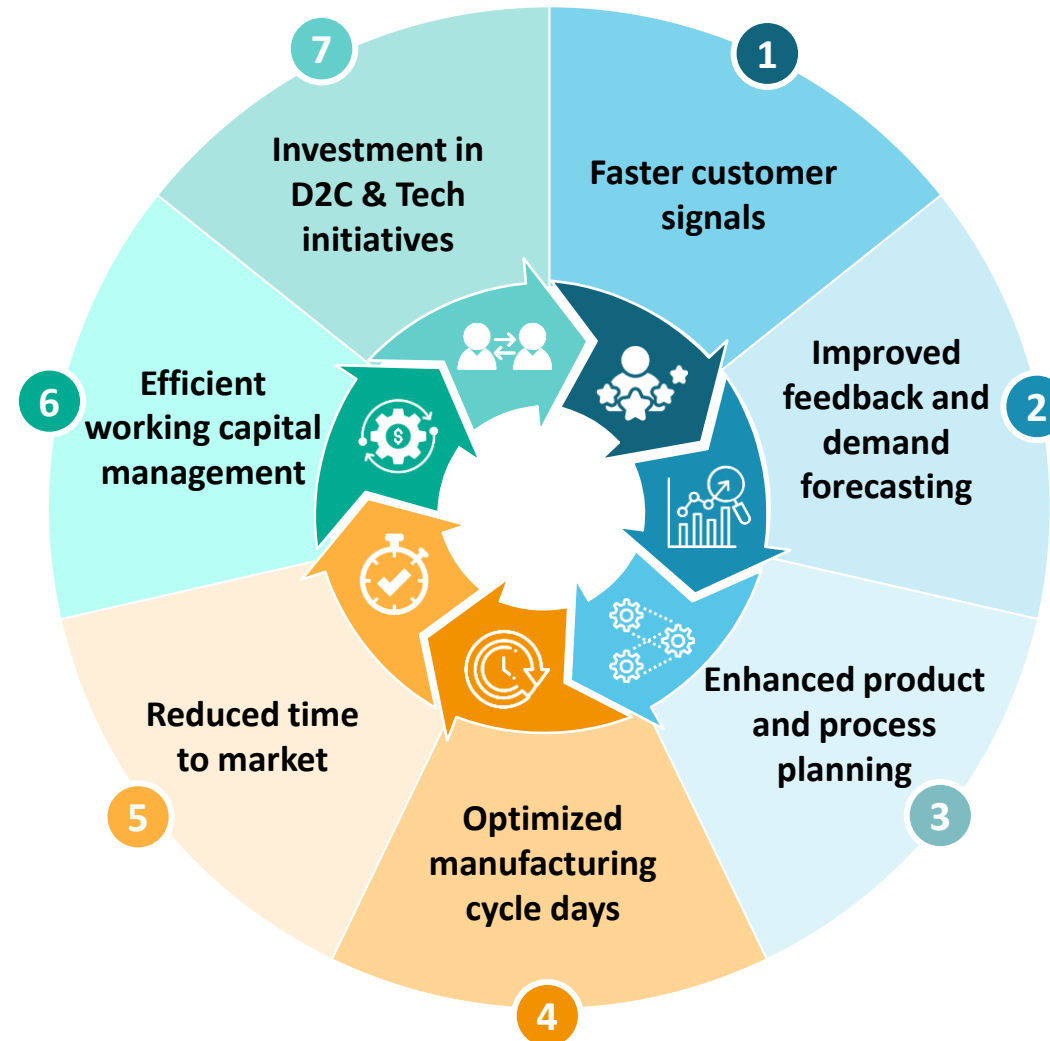 1
Faster customer
signals
2
Improved
feedback and
demand
forecasting
3
Enhanced product
and process
planning
4
Optimized
manufacturing
cycle days
5
Reduced time
to market
6
Efficient
working capital
management
$
7
Investment in
D2C & Tech
initiatives